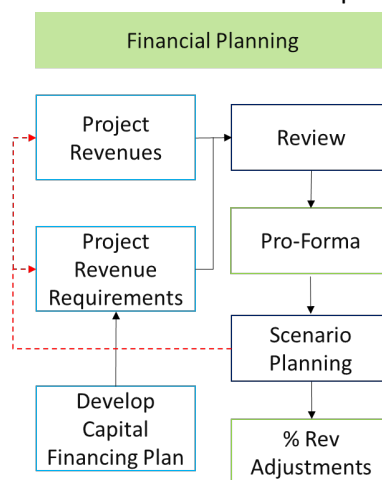 Financial Planning
Project
Revenues
Review
Project
Revenue
Requirements
Pro-Forma
Scenario
Planning
Develop
Capital
Financing Plan
% Rev
Adjustments